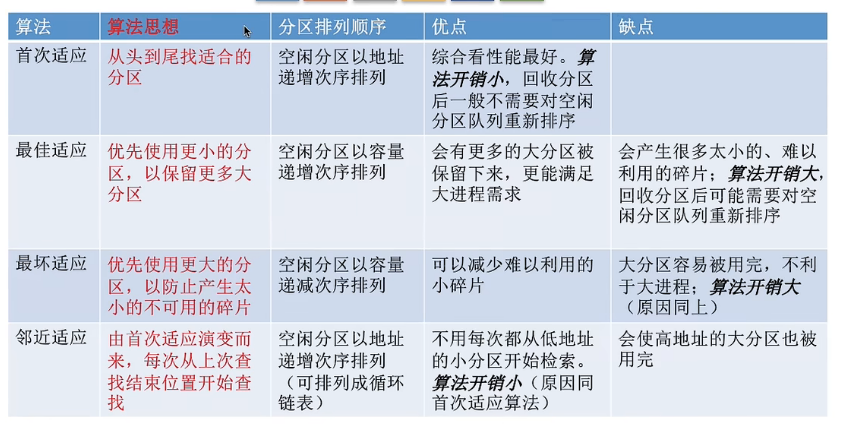 算法
算法思想
分区排列顺序
优点
缺点
首次适应
从头到尾找适合的
分区
空闲分区以地址
递增次序排列
综合看性能最好。算
法开销小，回收分区
后一般不需要对空闲
分区队列重新排序
最佳适应
优先使用更小的分
区，以保留更多大
分区
空闲分区以容量
递增次序排列
会有更多的大分区被
保留下来，更能满足
大进程需求
会产生很多太小的、难以
利用的碎片；算法开销大，
回收分区后可能需要对空
闲分区队列重新排序
最坏适应
优先使用更大的分
区，以防止产生太
小的不可用的碎片
空闲分区以容量
递减次序排列
可以减少难以利用的
小碎片
大分区容易被用完，不利
于大进程；算法开销大
（原因同上）
邻近适应
由首次适应演变而
来，每次从上次查
找结束位置开始查
找
空闲分区以地址
递增次序排列
（可排列成循环
链表）
不用每次都从低地址
的小分区开始检索。
算法开销小（原因同
首次适应算法）
会使高地址的大分区也被
用完